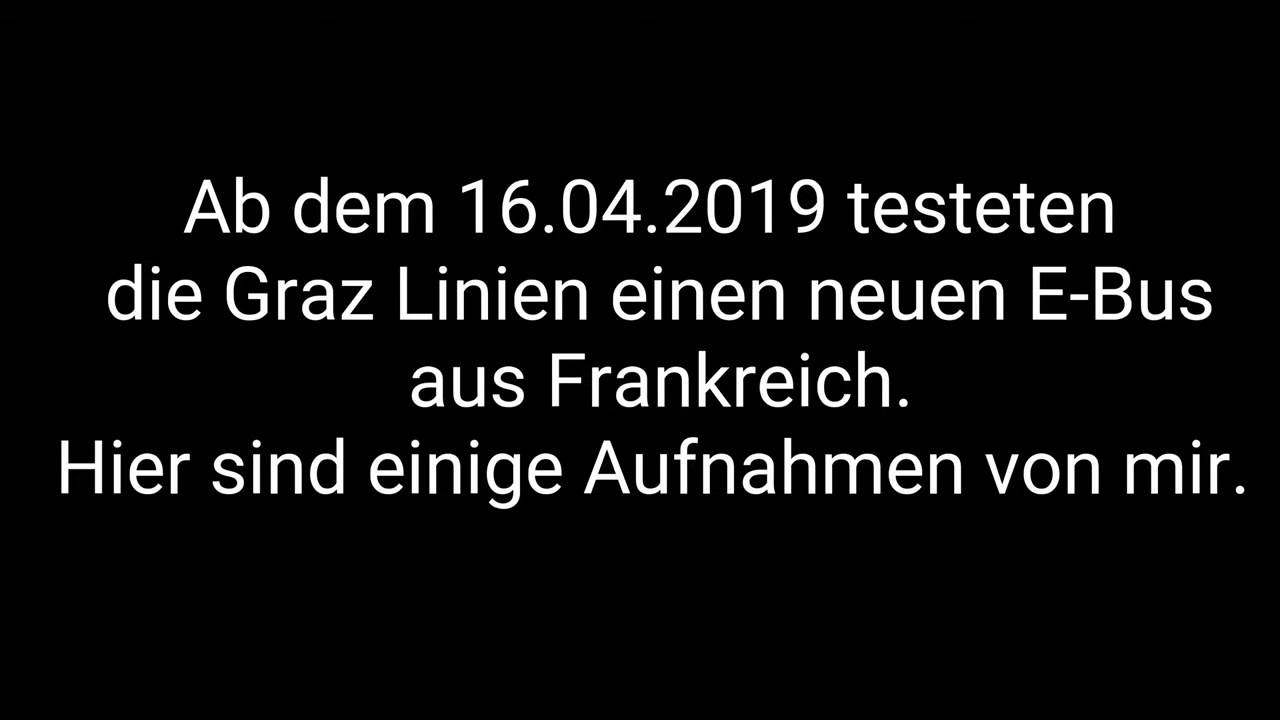 Ab dem 16.04.2019 testeten
die Graz Linien einen neuen E-Bus
aus Frankreich.
Hier sind einige Aufnahmen von mir.